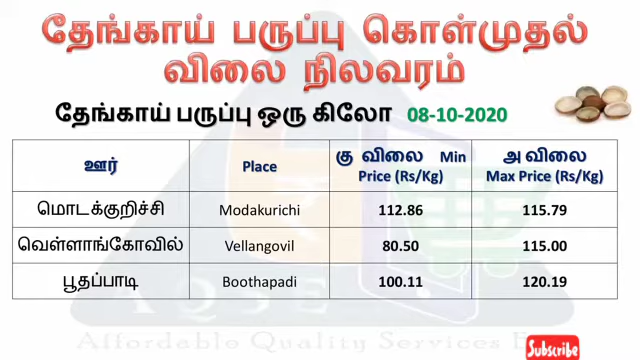 தேங்காய் பருப்பு கொள்முதல்
விலை நிலவரம்
தேங்காய் பருப்பு ஒரு கிலோ 08-10-2020
ஊர் Place கு விலை Min Price (Rs/Kg) அ விலை Max Price (Rs/Kg)
மொடக்குறிச்சி Modakurichi 112.86 115.79
வெள்ளாங்கோவில் Vellangovil 80.50 115.00
பூதப்பாடி Boothapadi 100.11 120.19
AQSE
Affordable Quality Services E
Subscribe